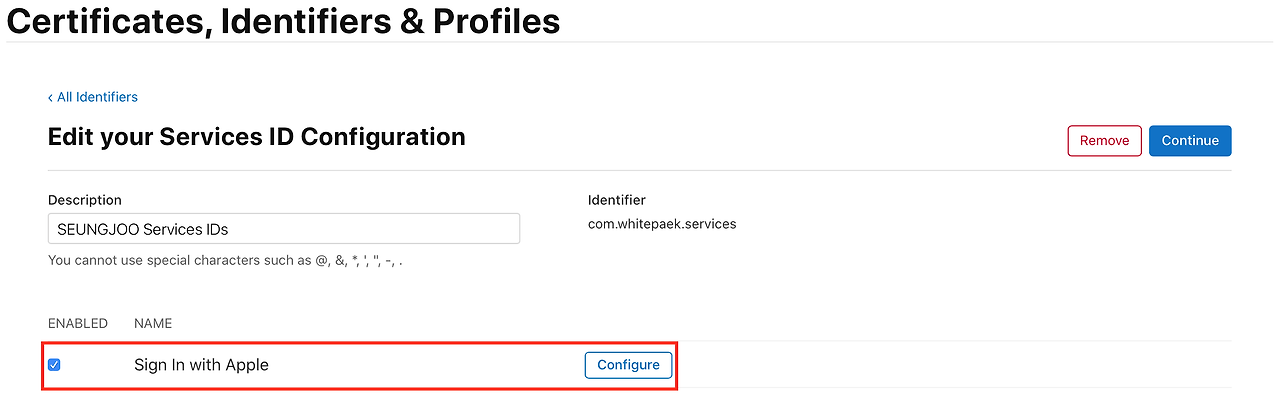 Certificates, Identifiers & Profiles
‹ All Identifiers
Edit your Services ID Configuration
Remove
Continue
Description
Identifier
SEUNGJOO Services IDs
com.whitepaek.services
You cannot use special characters such as @, &, *, ', ", -, .
ENABLED NAME
Sign In with Apple
Configure